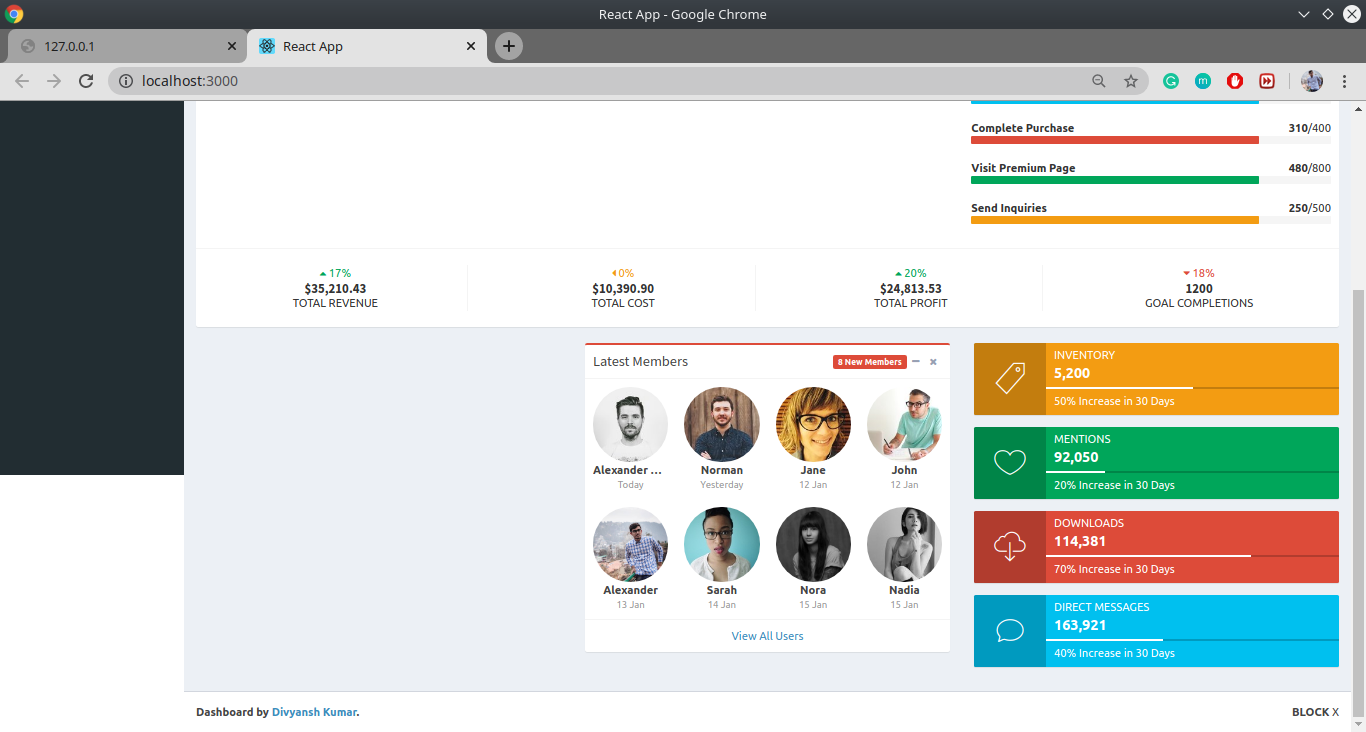 React App - Google Chrome
127.0.0.1
React App
localhost:3000
Complete Purchase 310/400
Visit Premium Page 480/800
Send Inquiries 250/500
17% 0% 20% 18%
$35,210.43 $10,390.90 $24,813.53 1200
TOTAL REVENUE TOTAL COST TOTAL PROFIT GOAL COMPLETIONS
Latest Members 8 New Members
Alexander ... Norman Jane John
Today Yesterday 12 Jan 12 Jan
Alexander Sarah Nora Nadia
13 Jan 14 Jan 15 Jan 15 Jan
View All Users
INVENTORY
5,200
50% Increase in 30 Days
MENTIONS
92,050
20% Increase in 30 Days
DOWNLOADS
114,381
70% Increase in 30 Days
DIRECT MESSAGES
163,921
40% Increase in 30 Days
Dashboard by Divyansh Kumar. BLOCK X